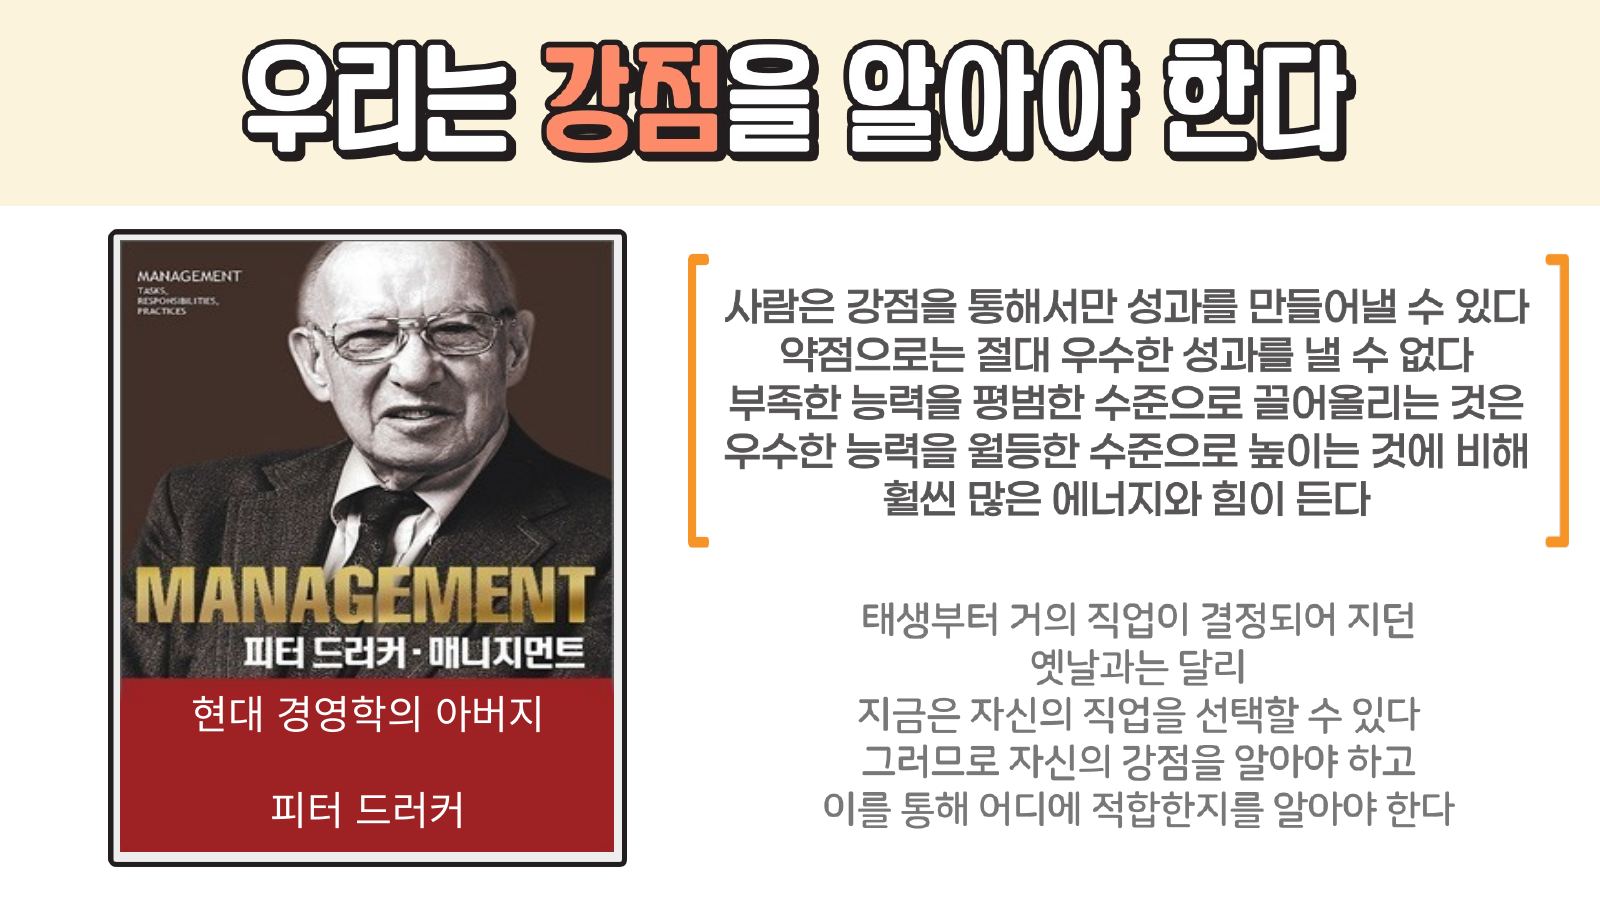 우리는 강점을 알아야 한다
MANAGEMENT
TASKS,
RESPONSIBILITIES,
PRACTICES
MANAGEMENT
피터 드러커 · 매니지먼트
현대 경영학의 아버지
피터 드러커
사람은 강점을 통해서만 성과를 만들어낼 수 있다
약점으로는 절대 우수한 성과를 낼 수 없다
부족한 능력을 평범한 수준으로 끌어올리는 것은
우수한 능력을 월등한 수준으로 높이는 것에 비해
훨씬 많은 에너지와 힘이 든다
태생부터 거의 직업이 결정되어 지던
옛날과는 달리
지금은 자신의 직업을 선택할 수 있다
그러므로 자신의 강점을 알아야 하고
이를 통해 어디에 적합한지를 알아야 한다